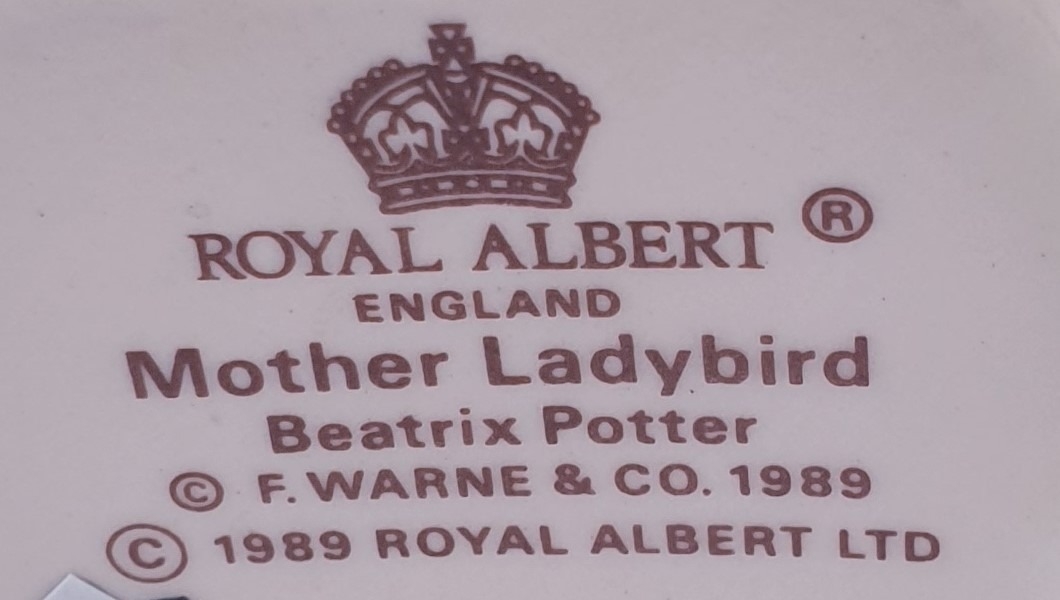 ROYAL ALBERT ®
ENGLAND
Mother Ladybird
Beatrix Potter
© F. WARNE & CO. 1989
© 1989 ROYAL ALBERT LTD